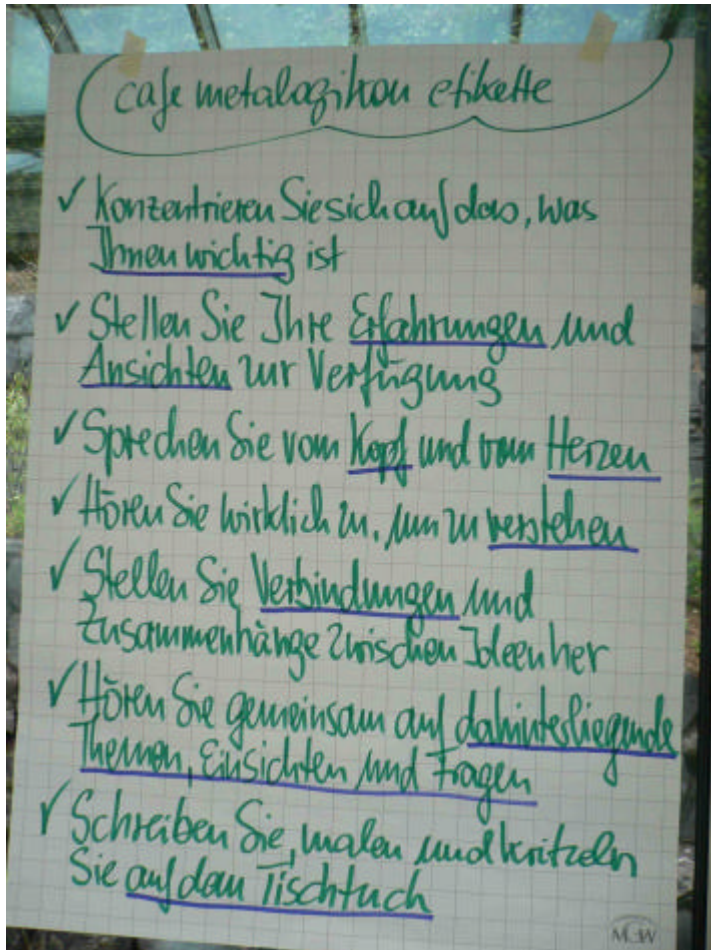 cafe metalogikon etikette
✓ Konzentrieren Sie sich auf das, was
Ihnen wichtig ist
✓ Stellen Sie Ihre Erfahrungen und
Ansichten zur Verfügung
✓ Sprechen Sie vom Kopf und vom Herzen
✓ Hören Sie wirklich zu, um zu verstehen
✓ Stellen Sie Verbindungen und
Zusammenhänge zwischen Ideen her
✓ Hören Sie gemeinsam auf dahinterliegende
Themen, Einsichten und Fragen
✓ Schreiben Sie, malen und kritzeln
Sie auf dem Tischtuch